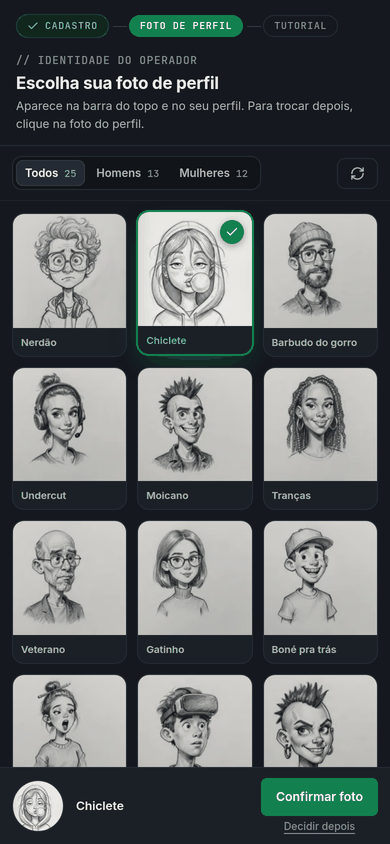 CADASTRO
FOTO DE PERFIL
TUTORIAL
// IDENTIDADE DO OPERADOR
Escolha sua foto de perfil
Aparece na barra do topo e no seu perfil. Para trocar depois,
clique na foto do perfil.
Todos 25
Homens 13
Mulheres 12
Nerdão
Chiclete
Barbudo do gorro
Undercut
Moicano
Tranças
Veterano
Gatinho
Boné pra trás
Chiclete
Confirmar foto
Decidir depois